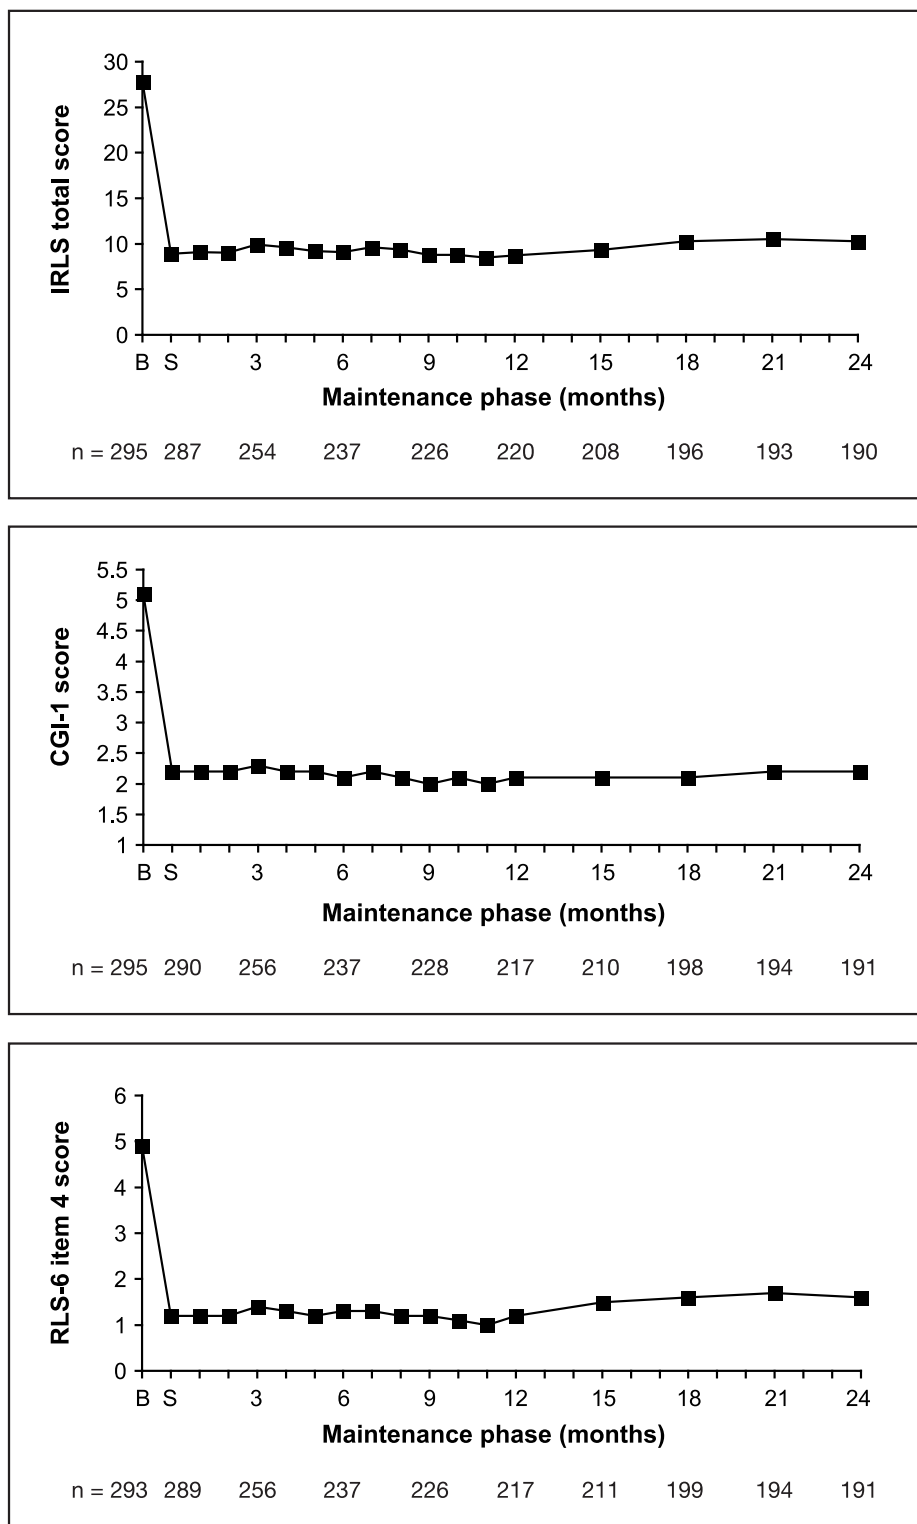 IRLS total score
30
25
20
15
10
5
0
B S 3 6 9 12 15 18 21 24
Maintenance phase (months)
n = 295 287 254 237 226 220 208 196 193 190
CGI-1 score
5.5
5
4.5
4
3.5
3
2.5
2
1.5
1
B S 3 6 9 12 15 18 21 24
Maintenance phase (months)
n = 295 290 256 237 228 217 210 198 194 191
RLS-6 item 4 score
6
5
4
3
2
1
0
B S 3 6 9 12 15 18 21 24
Maintenance phase (months)
n = 293 289 256 237 226 217 211 199 194 191